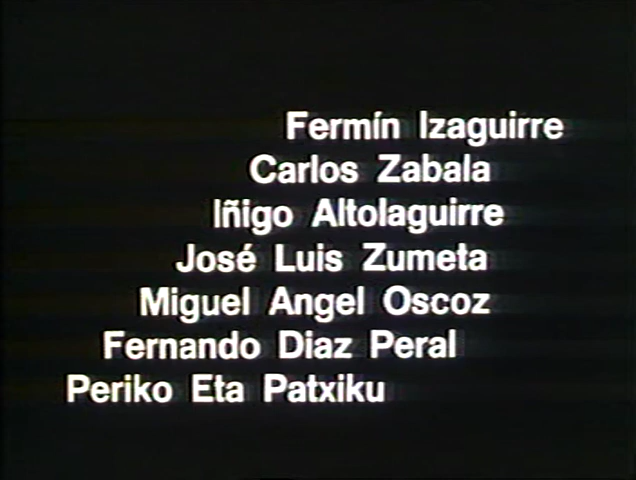 Fermín Izaguirre
Carlos Zabala
Iñigo Altolaguirre
José Luis Zumeta
Miguel Angel Oscoz
Fernando Diaz Peral
Periko Eta Patxiku